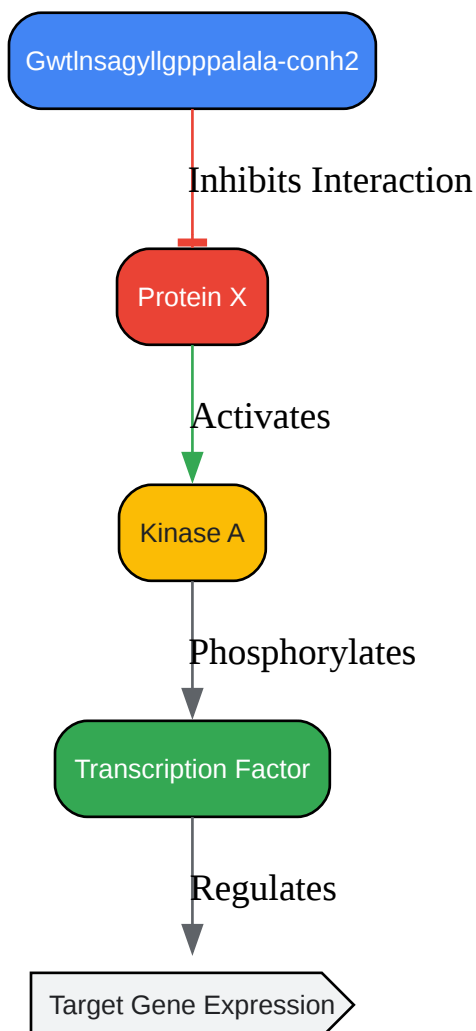 Gwtlnsagyllgpppalala-conh2
Inhibits Interaction
Protein X
Activates
Kinase A
Phosphorylates
Transcription Factor
Regulates
Target Gene Expression